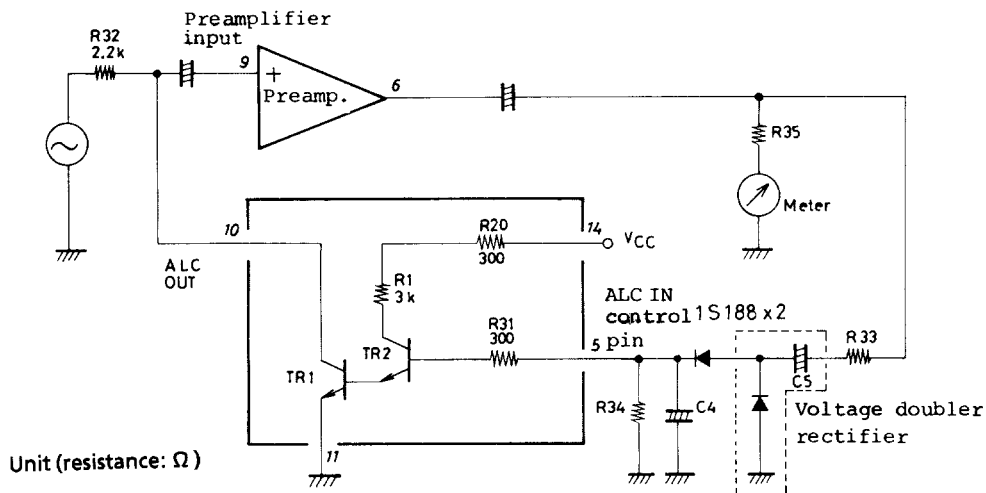 Preamplifier
input
R32
2.2k
9
+
Preamp.
6
R35
Meter
10
ALC
OUT
R20
300
14
VCC
R1
3k
ALC IN
control 1S188 x 2
pin
R31
300
5
TR2
TR1
R33
C5
R34
C4
Voltage doubler
rectifier
11
Unit (resistance: Ω )